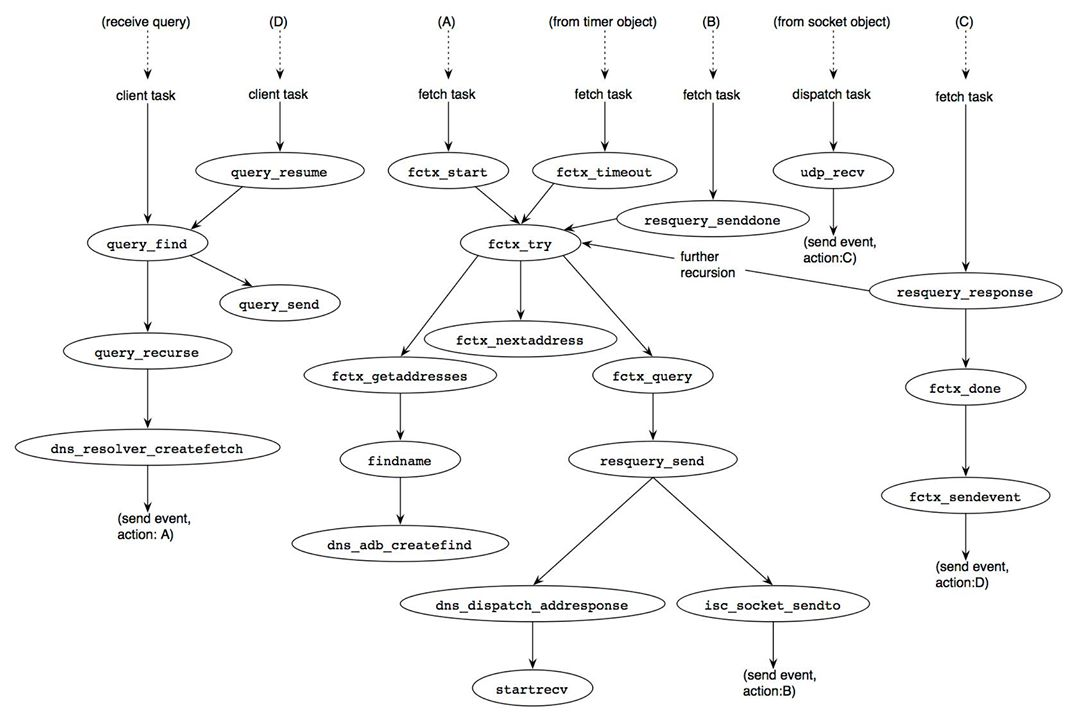 (receive query)
(D)
(A)
(from timer object)
(B)
(from socket object)
(C)
client task
client task
fetch task
fetch task
fetch task
dispatch task
fetch task
query_resume
fctx_start
fctx_timeout
udp_recv
resquery_senddone
query_find
fctx_try
(send event,
action:C)
further
recursion
resquery_response
query_send
fctx_nextaddress
query_recurse
fctx_getaddresses
fctx_query
fctx_done
dns_resolver_createfetch
findname
resquery_send
fctx_sendevent
(send event,
action: A)
dns_adb_createfind
(send event,
action:D)
dns_dispatch_addresponse
isc_socket_sendto
startrecv
(send event,
action:B)